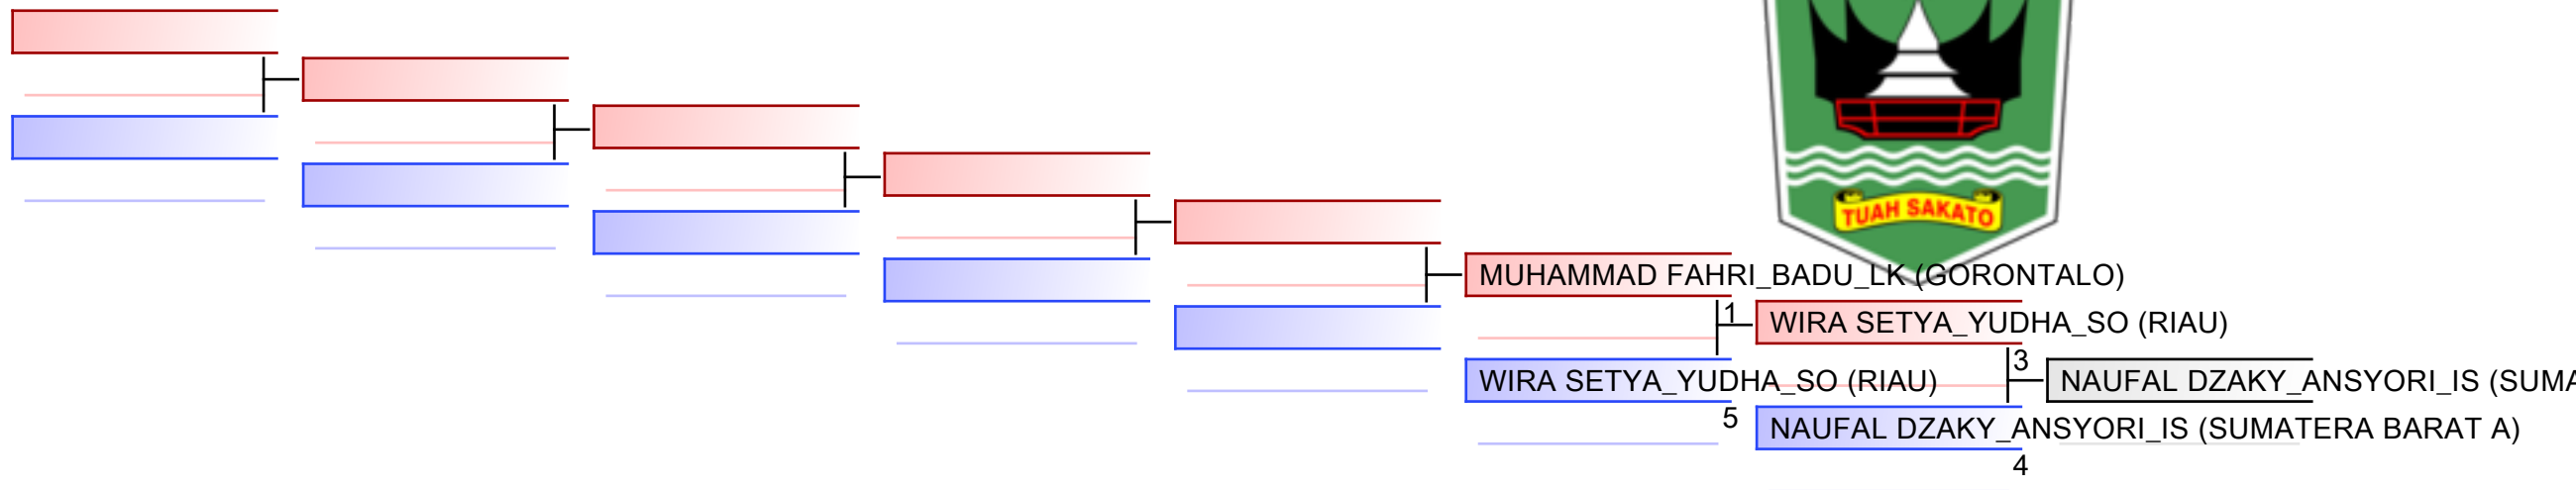 TUAH SAKATO
MUHAMMAD FAHRI_BADU_LK (GORONTALO)
1
WIRA SETYA_YUDHA_SO (RIAU)
3
WIRA SETYA_YUDHA_SO (RIAU)
NAUFAL DZAKY_ANSYORI_IS (SUMA
5
NAUFAL DZAKY_ANSYORI_IS (SUMATERA BARAT A)
4